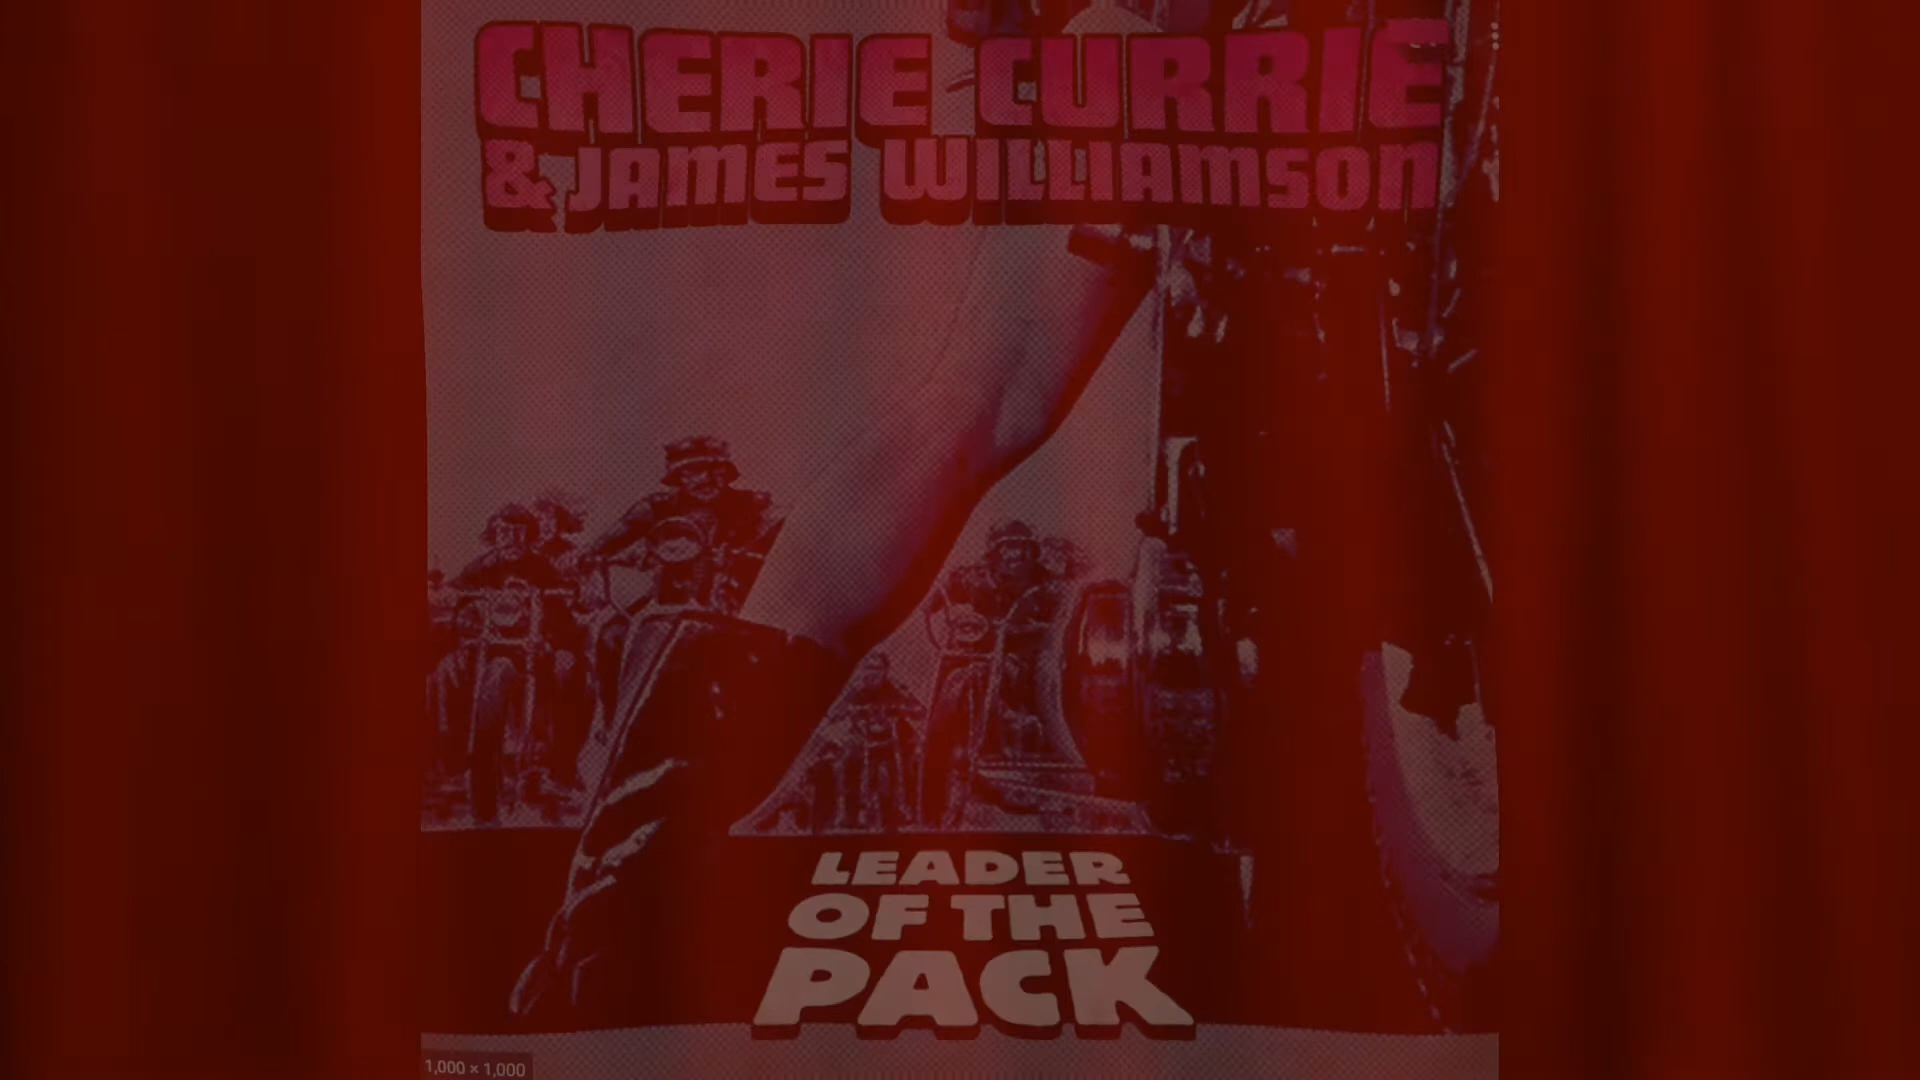 CHERIE CURRIE
& JAMES WILLIAMSON
LEADER
OF THE
PACK
1,000 × 1,000